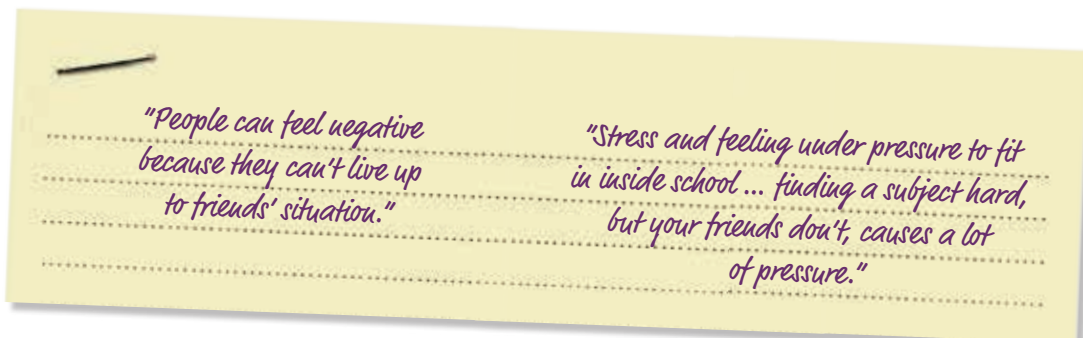 "People can feel negative
because they can't live up
to friends' situation."
"Stress and feeling under pressure to fit
in inside school ... finding a subject hard,
but your friends don't, causes a lot
of pressure."